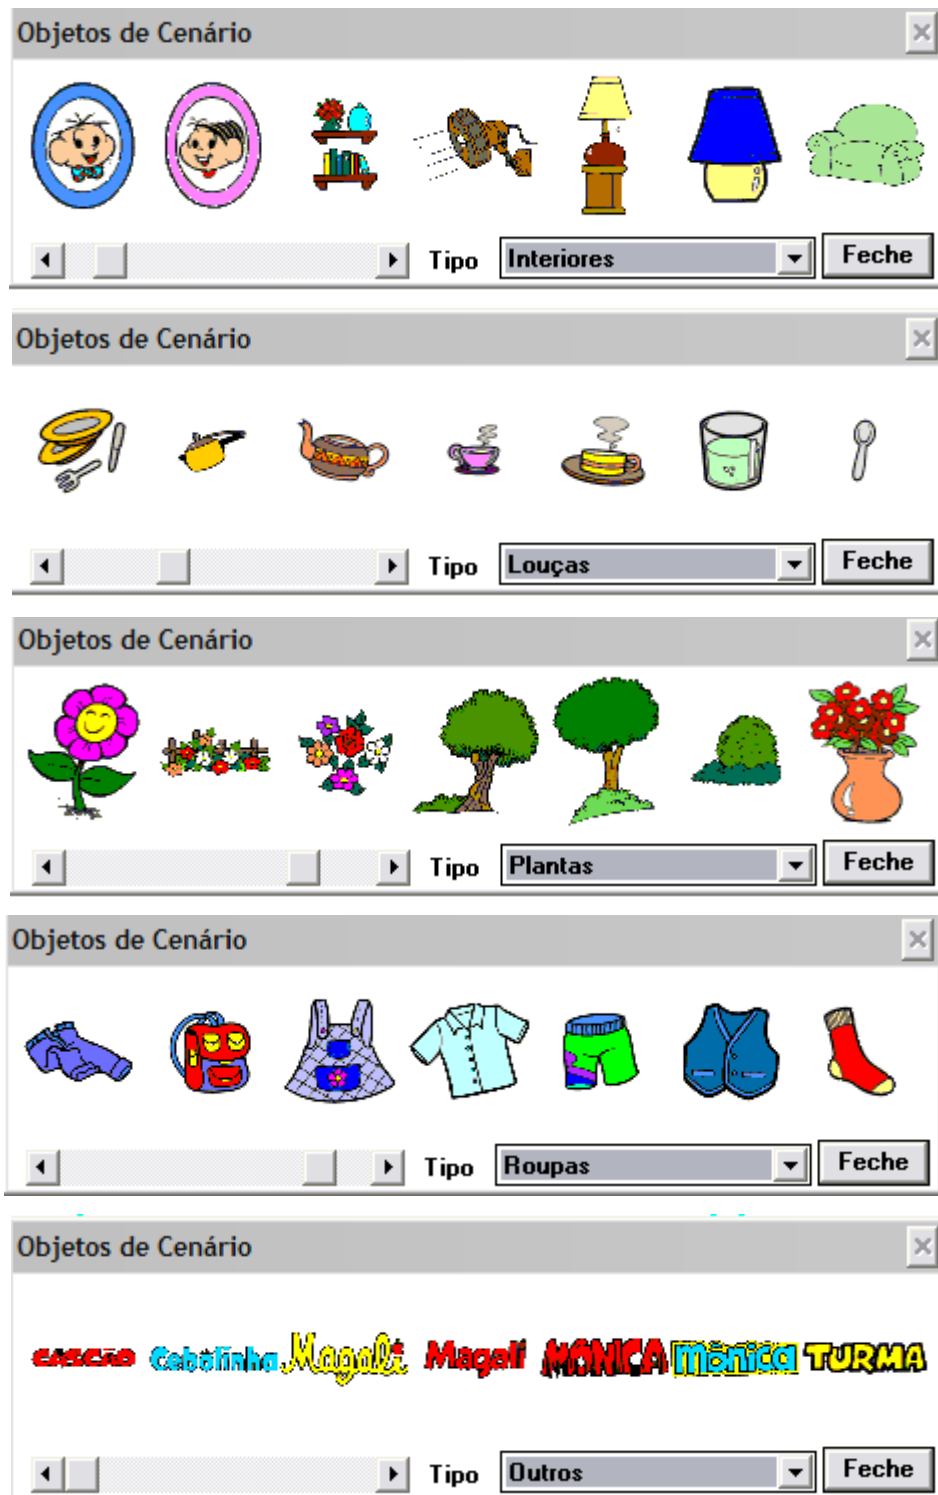 Objetos de Cenário
Tipo Interiores Feche
Objetos de Cenário
Tipo Louças Feche
Objetos de Cenário
Tipo Plantas Feche
Objetos de Cenário
Tipo Roupas Feche
Objetos de Cenário
CASCÃO Cebolinha Magali Magali MÔNICA mônica TURMA
Tipo Outros Feche